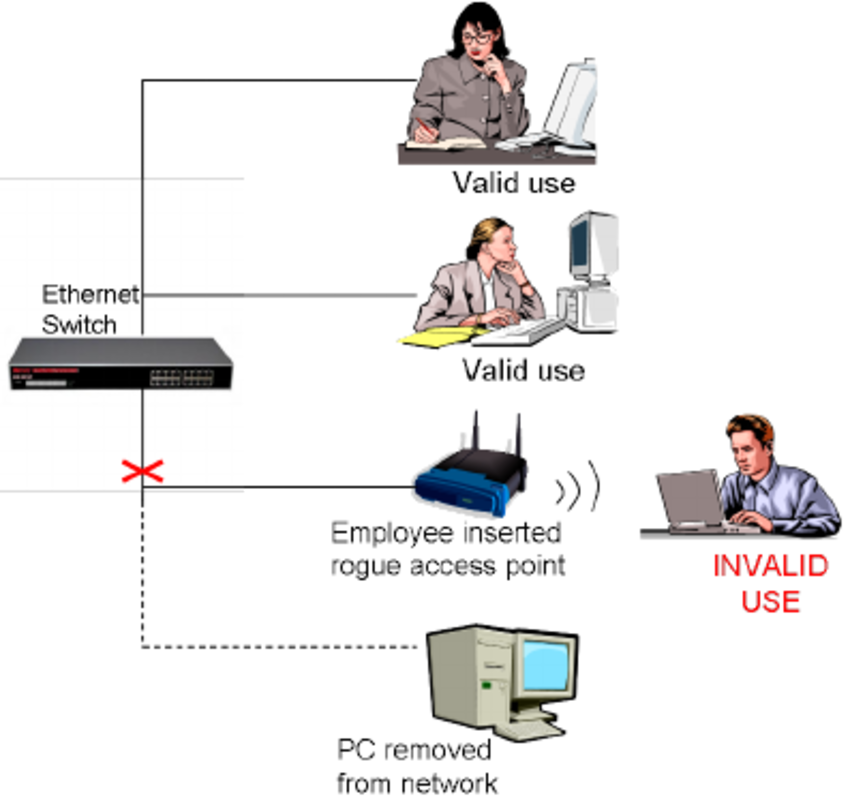 Valid use
Ethernet
Switch
Valid use
Employee inserted
rogue access point
INVALID
USE
PC removed
from network